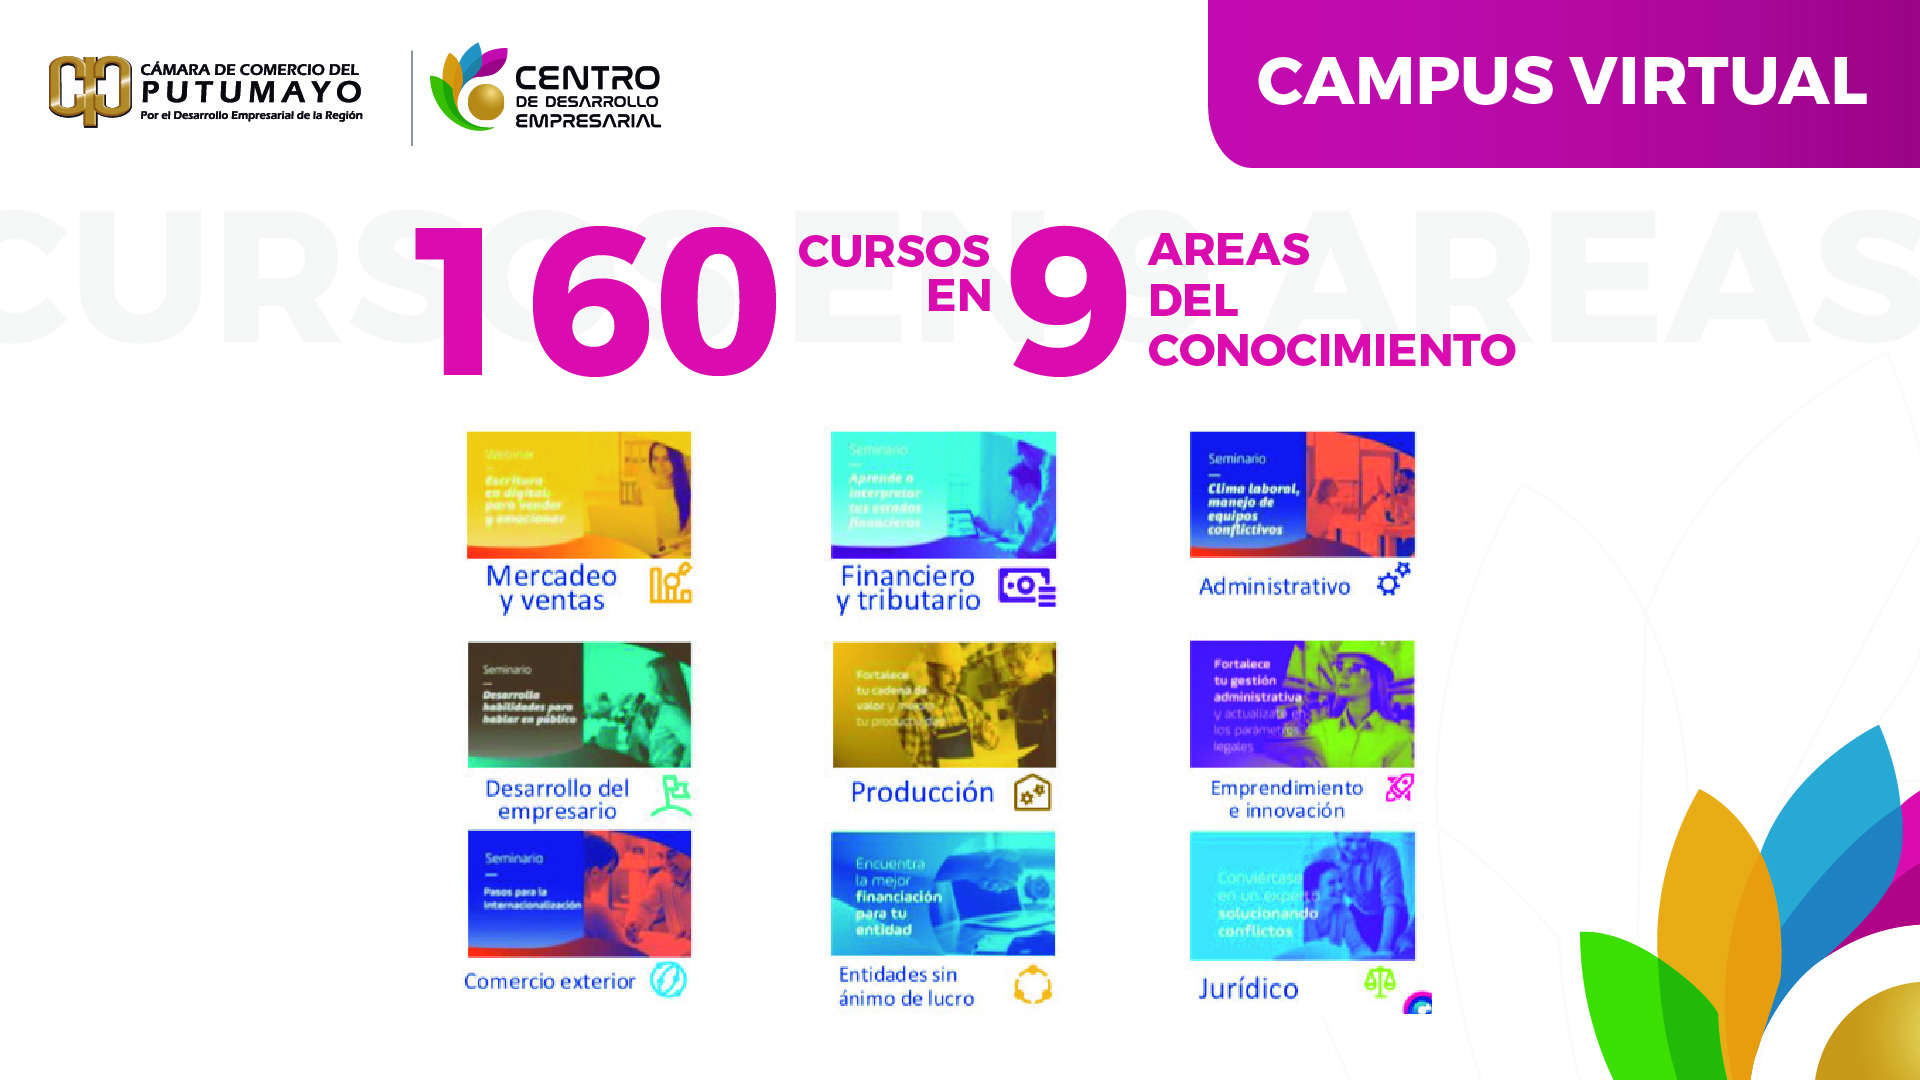 CÁMARA DE COMERCIO DEL
PUTUMAYO
Por el Desarrollo Empresarial de la Región
CENTRO
DE DESARROLLO
EMPRESARIAL
CAMPUS VIRTUAL
CURSOS EN 9 AREAS
160 CURSOS
EN 9 AREAS
DEL
CONOCIMIENTO
Webinar
Escritura
en digital:
para vender
y emocionar
Mercadeo
y ventas
Seminario
Aprende a
interpretar
tus estados
financieros
Financiero
y tributario
Seminario
Clima laboral,
manejo de
equipos
conflictivos
Administrativo
Seminario
Desarrolla
habilidades para
hablar en público
Desarrollo del
empresario
Fortalece
tu cadena de
valor y mejora
tu productividad
Producción
Fortalece
tu gestión
administrativa
y actualízate en
los parámetros
legales
Emprendimiento
e innovación
Seminario
Pasos para la
internacionalización
Comercio exterior
Encuentra
la mejor
financiación
para tu
entidad
Entidades sin
ánimo de lucro
Conviértase
en un experto
solucionando
conflictos
Jurídico